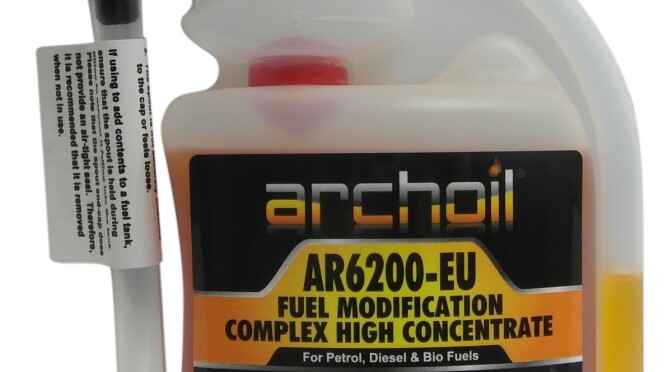 to the cap or feels loose.
If using to add contents to a fuel tank,
ensure that the spout is held during
Please note that the spout end-cap does
not provide an air-tight seal. Therefore,
it is recommended that it is removed
when not in use.
archoil
AR6200-EU
FUEL MODIFICATION
COMPLEX HIGH CONCENTRATE
For Petrol, Diesel & Bio Fuels